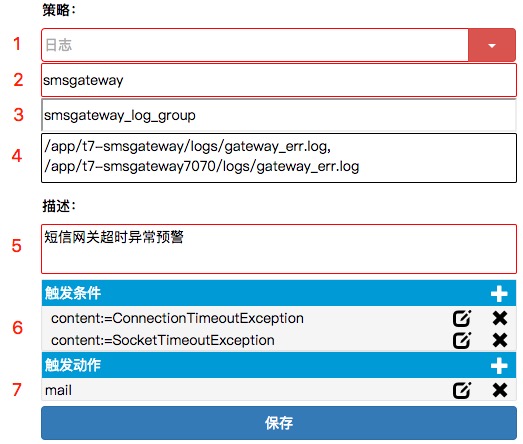 策略：
1 日志
2 smsgateway
3 smsgateway_log_group
4 /app/t7-smsgateway/logs/gateway_err.log,
/app/t7-smsgateway7070/logs/gateway_err.log
描述：
5 短信网关超时异常预警
触发条件
6 content:=ConnectionTimeoutException
content:=SocketTimeoutException
触发动作
7 mail
保存